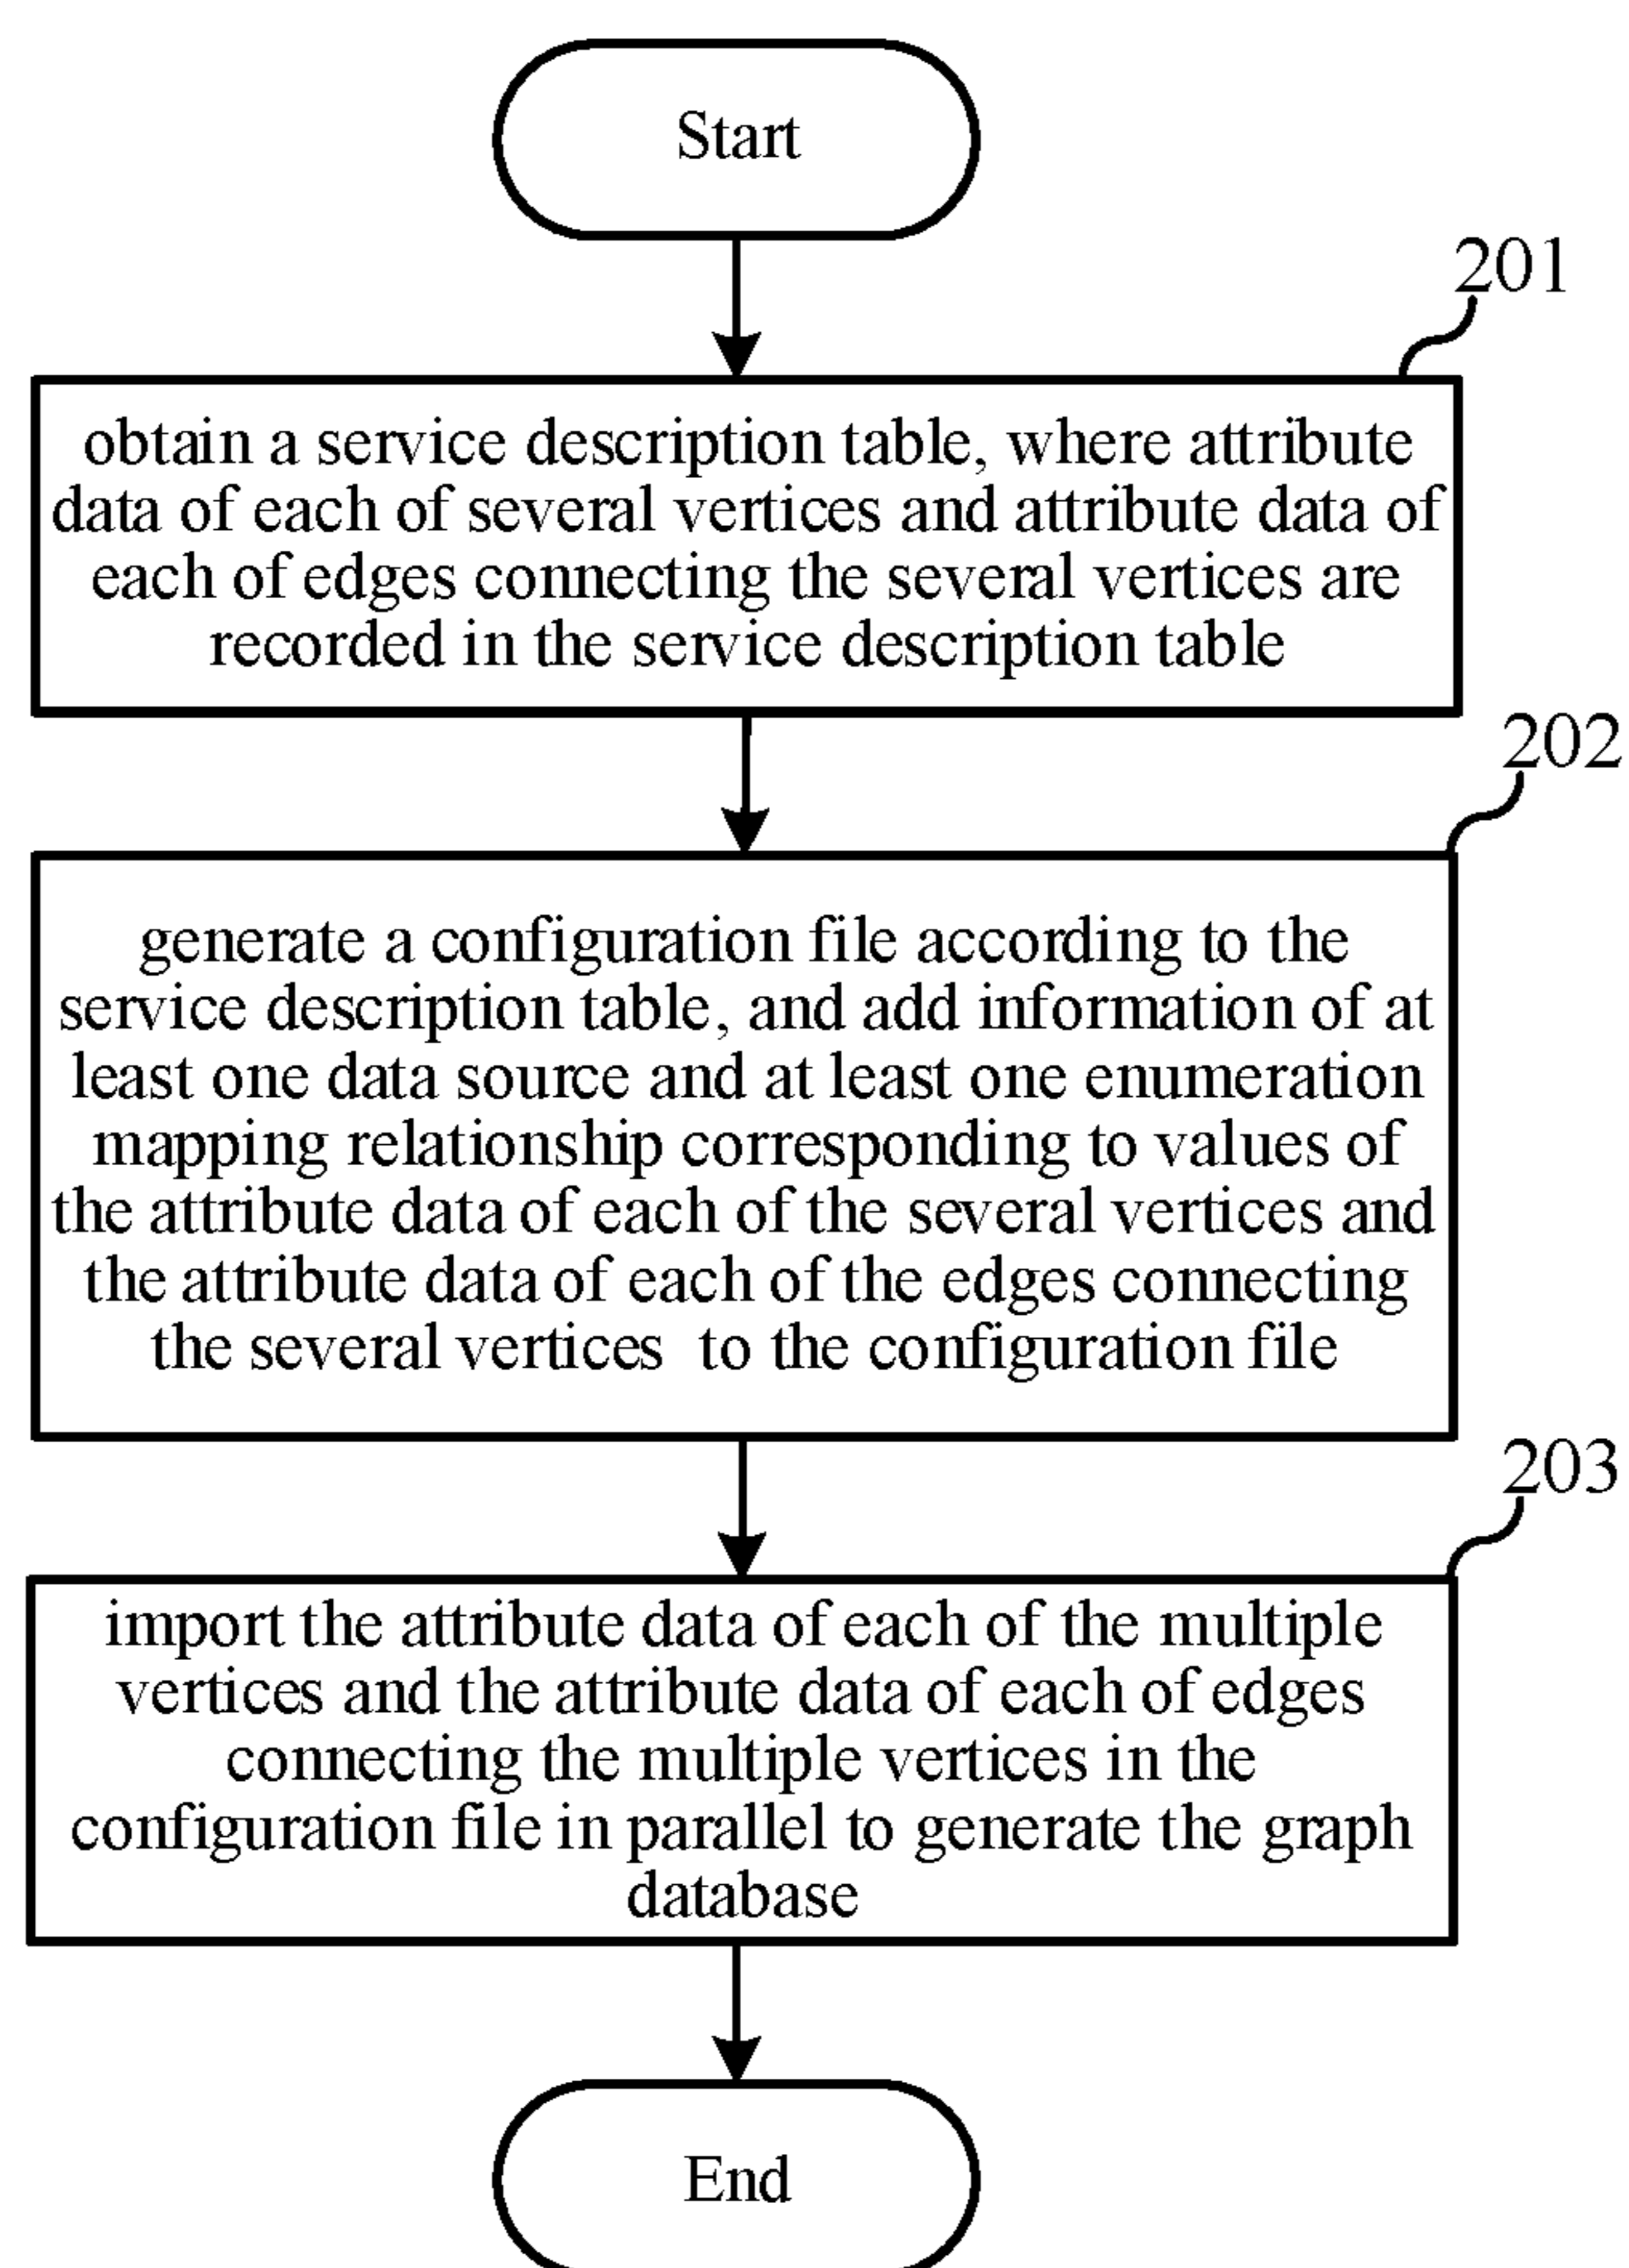 Start
201
obtain a service description table, where attribute
data of each of several vertices and attribute data of
each of edges connecting the several vertices are
recorded in the service description table
202
generate a configuration file according to the
service description table, and add information of at
least one data source and at least one enumeration
mapping relationship corresponding to values of
the attribute data of each of the several vertices and
the attribute data of each of the edges connecting
the several vertices to the configuration file
203
import the attribute data of each of the multiple
vertices and the attribute data of each of edges
connecting the multiple vertices in the
configuration file in parallel to generate the graph
database
End